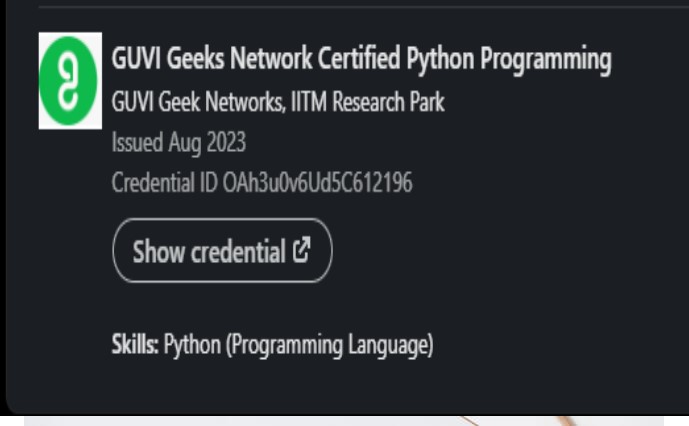 GUVI Geeks Network Certified Python Programming
GUVI Geek Networks, IITM Research Park
Issued Aug 2023
Credential ID OAh3u0v6Ud5C612196
Show credential
Skills: Python (Programming Language)